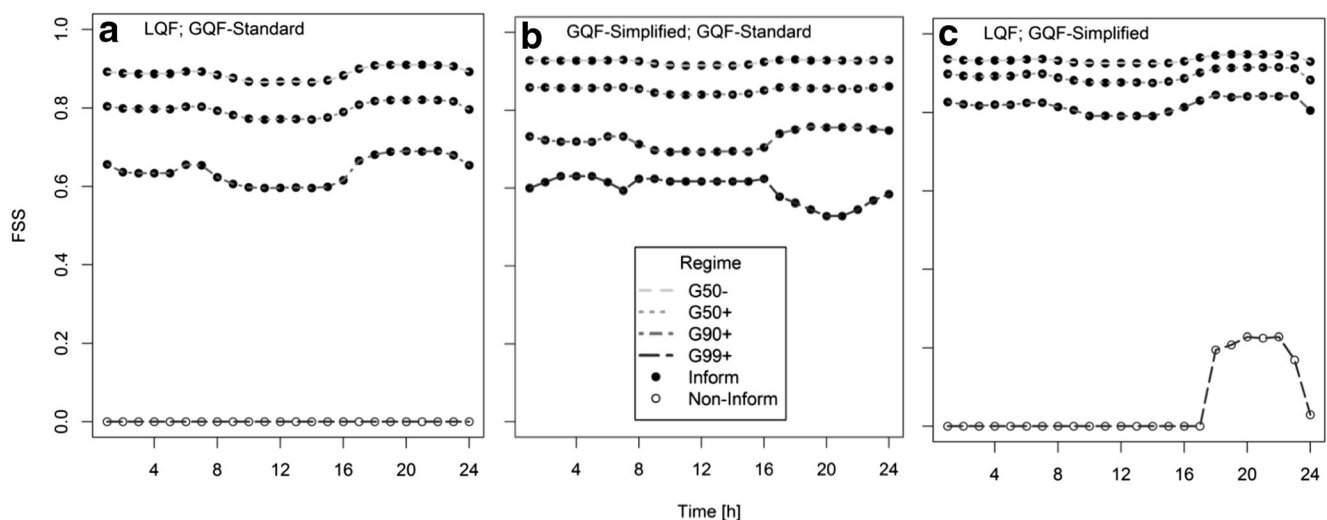 a LQF; GQF-Standard
b GQF-Simplified; GQF-Standard
c LQF; GQF-Simplified
FSS
1.0
0.8
0.6
0.4
0.2
0.0
Regime
G50-
G50+
G90+
G99+
Inform
Non-Inform
4 8 12 16 20 24
4 8 12 16 20 24
4 8 12 16 20 24
Time [h]